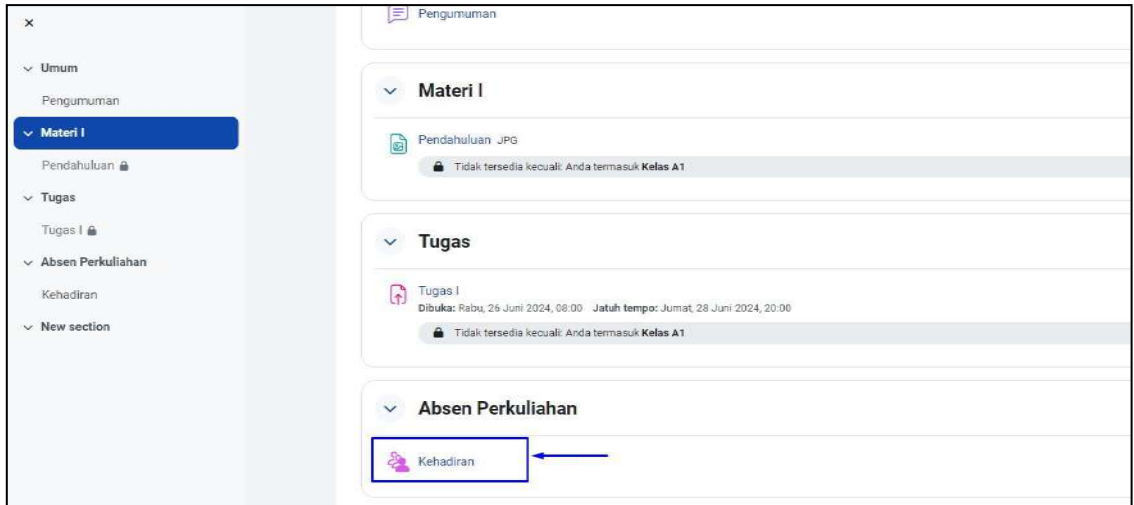 ×
Umum
Pengumuman
Materi I
Pendahuluan
Tugas
Tugas I
Absen Perkuliahan
Kehadiran
New section
Pengumuman
Materi I
Pendahuluan JPG
Tidak tersedia kecuali: Anda termasuk Kelas A1
Tugas
Tugas I
Dibuka: Rabu, 26 Juni 2024, 08:00 Jatuh tempo: Jumat, 28 Juni 2024, 20:00
Tidak tersedia kecuali: Anda termasuk Kelas A1
Absen Perkuliahan
Kehadiran